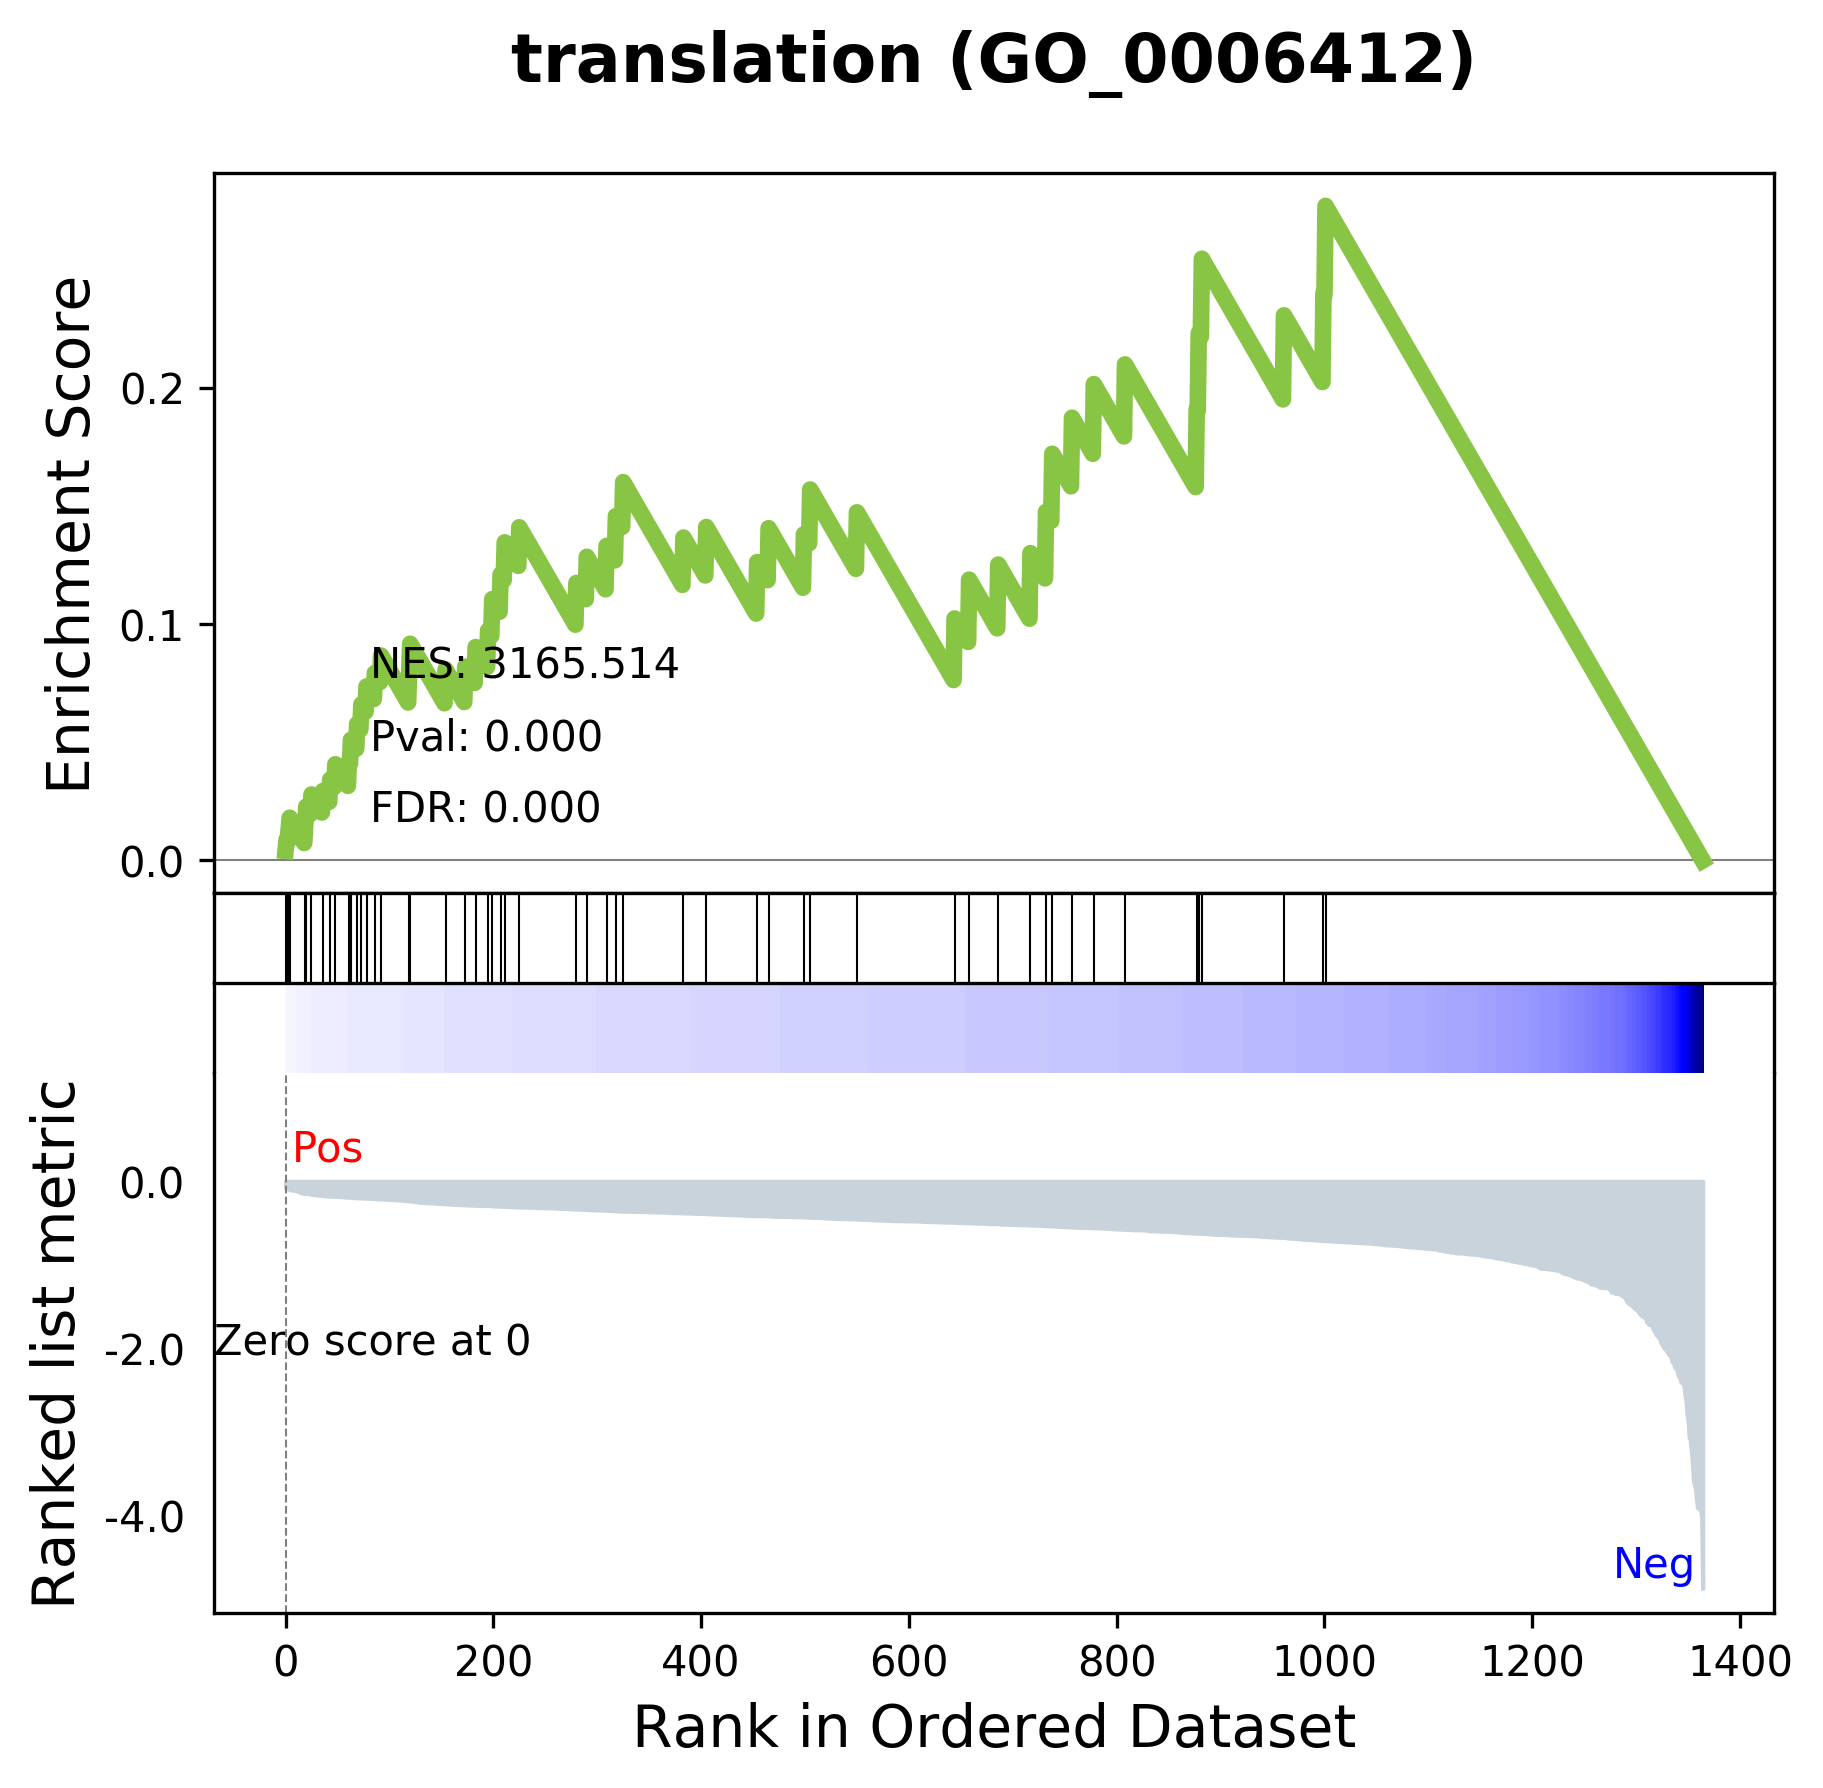 translation (GO_0006412)
Enrichment Score
0.2
0.1
0.0
NES: 3165.514
Pval: 0.000
FDR: 0.000
Ranked list metric
Pos
0.0
-2.0
-4.0
Zero score at 0
Neg
0 200 400 600 800 1000 1200 1400
Rank in Ordered Dataset